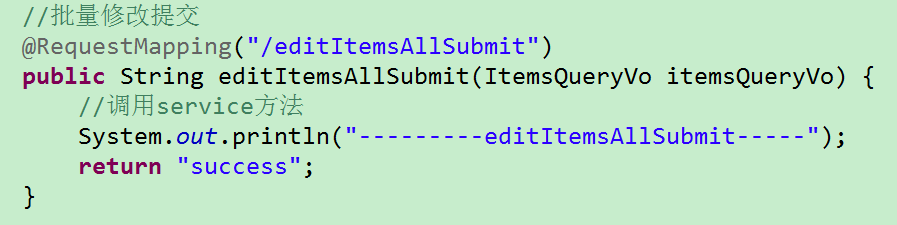 //批量修改提交
@RequestMapping("/editItemsAllSubmit")
public String editItemsAllSubmit(ItemsQueryVo itemsQueryVo) {
    //调用service方法
    System.out.println("---------editItemsAllSubmit-----");
    return "success";
}